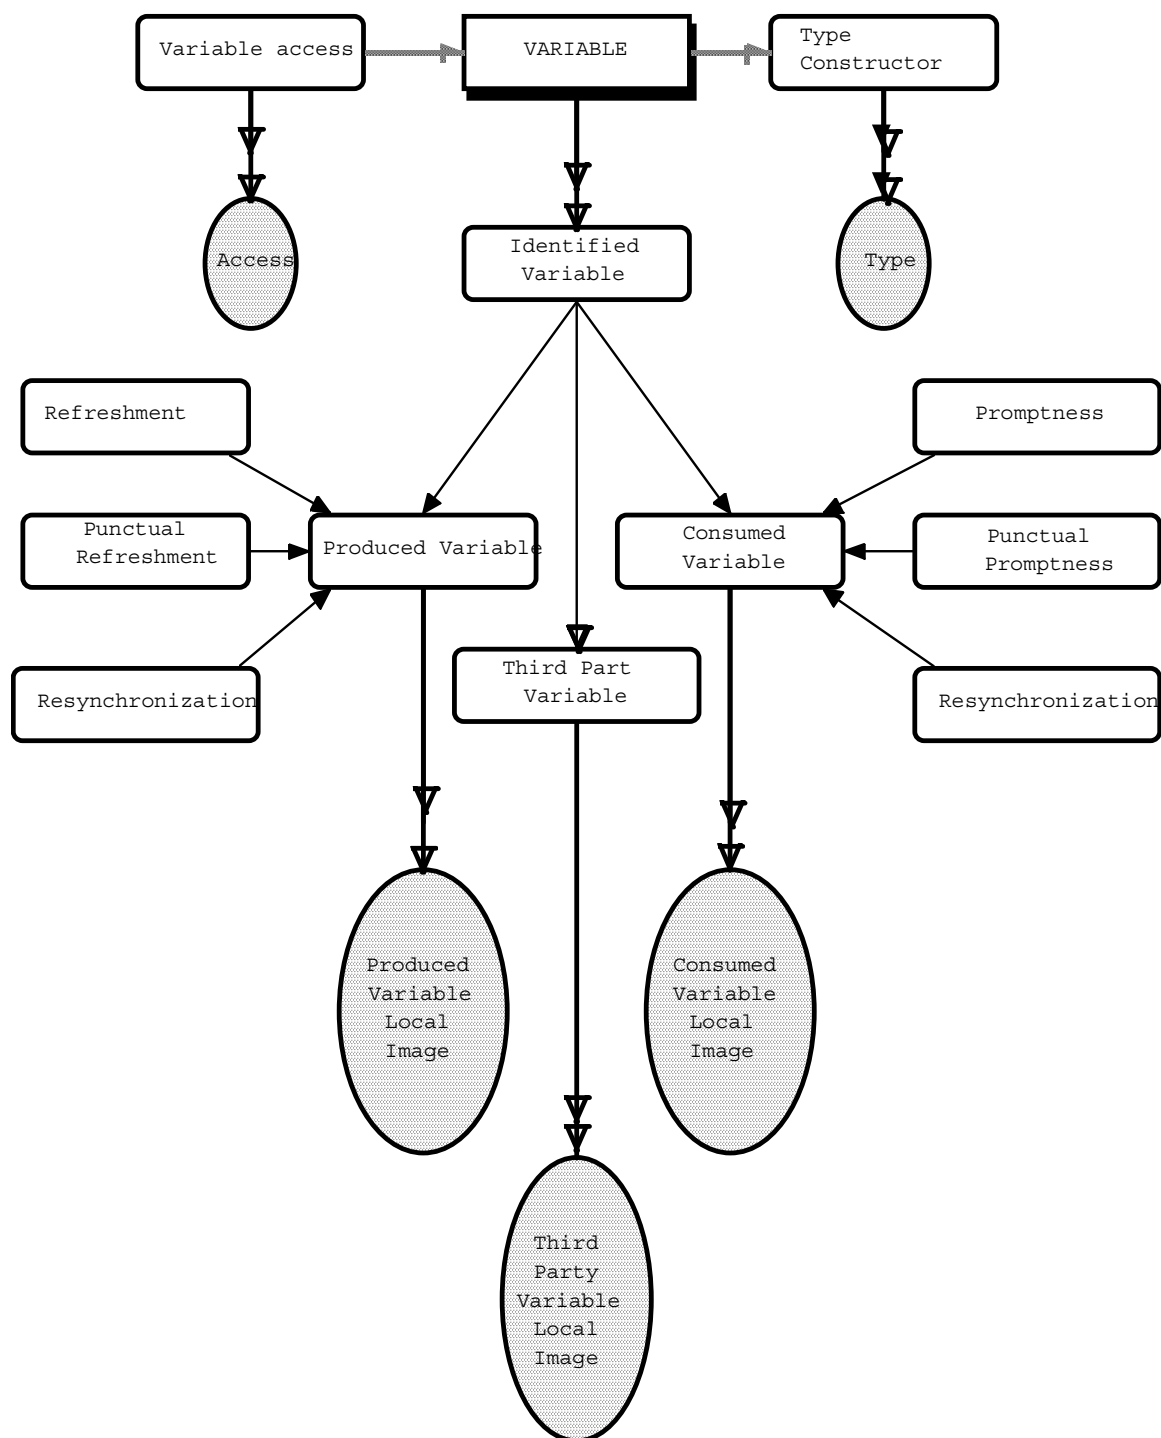 Variable access
VARIABLE
Type
Constructor
Access
Identified
Variable
Type
Refreshment
Promptness
Punctual
Refreshment
Produced Variable
Consumed
Variable
Punctual
Promptness
Resynchronization
Third Part
Variable
Resynchronization
Produced
Variable
Local
Image
Consumed
Variable
Local
Image
Third
Party
Variable
Local
Image